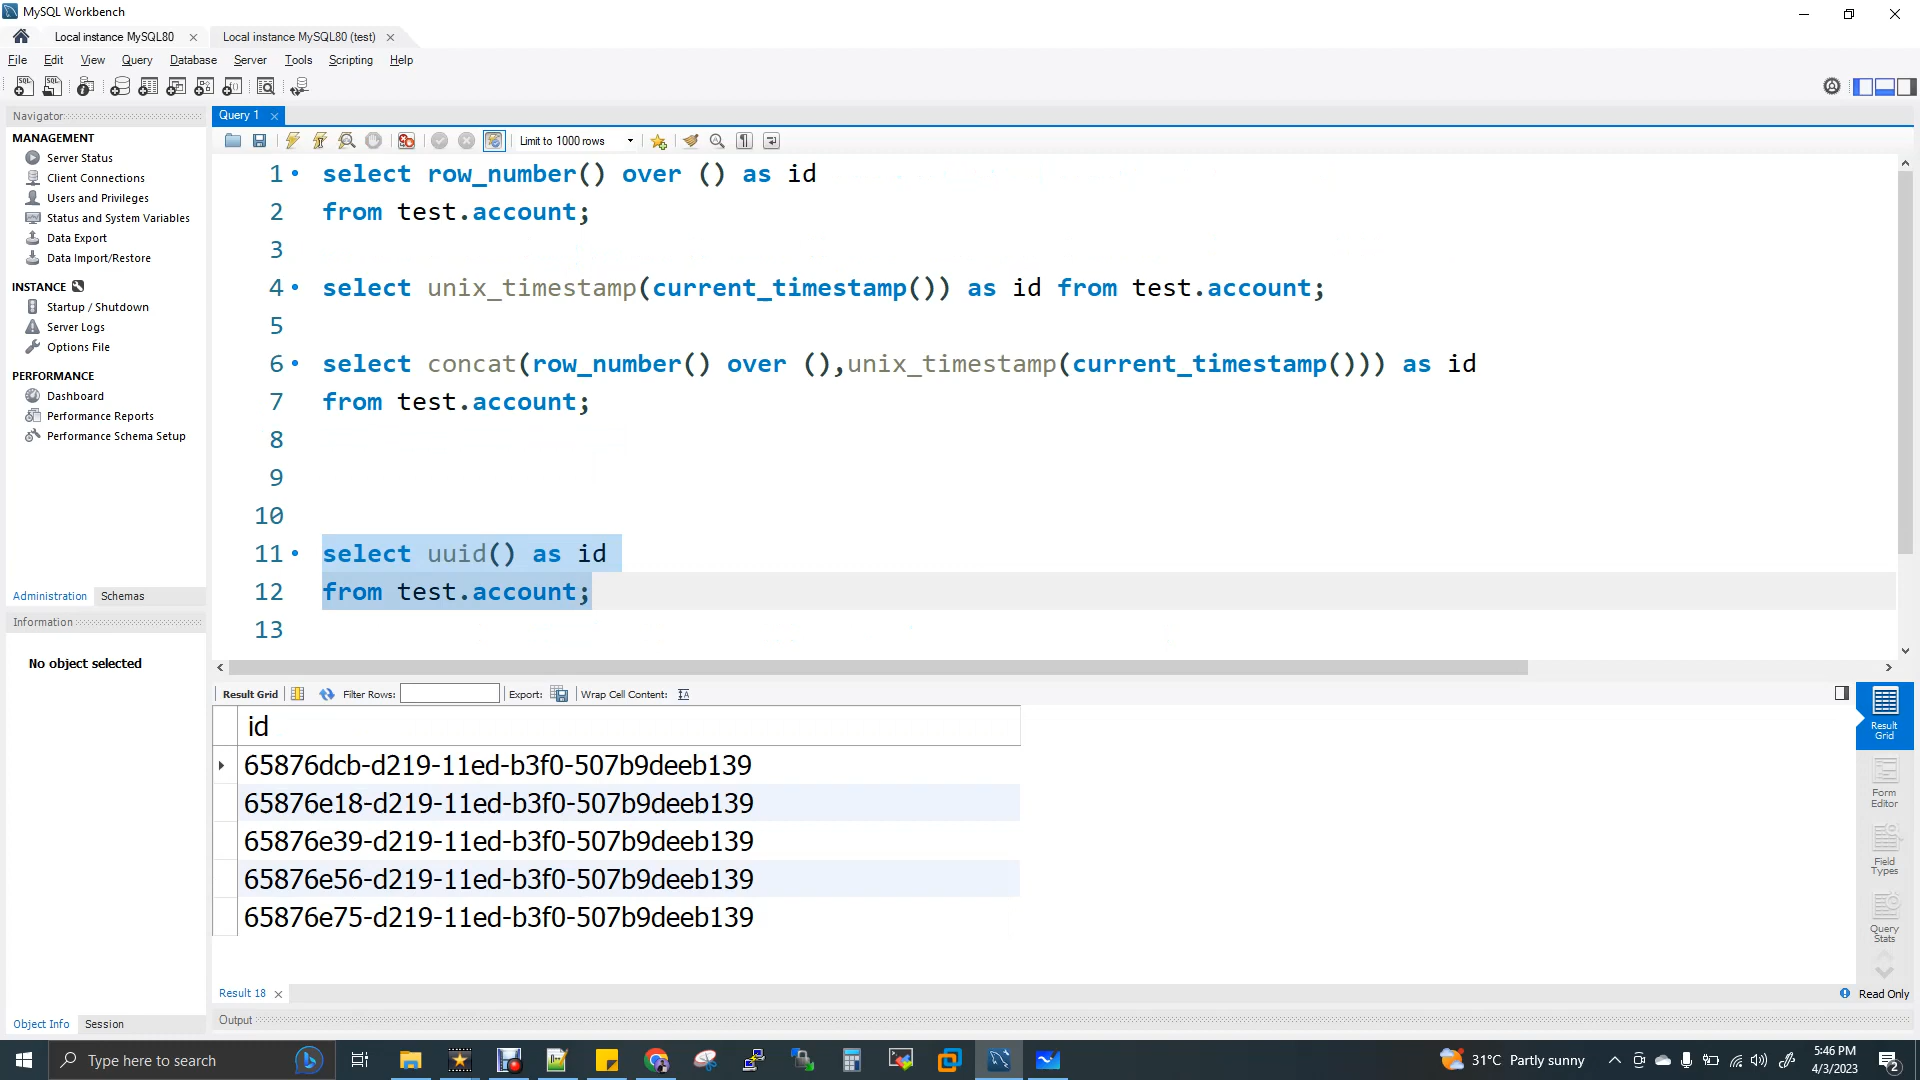 MySQL Workbench
Local instance MySQL80 Local instance MySQL80 (test)
File Edit View Query Database Server Tools Scripting Help
Navigator
MANAGEMENT
Server Status
Client Connections
Users and Privileges
Status and System Variables
Data Export
Data Import/Restore
INSTANCE
Startup / Shutdown
Server Logs
Options File
PERFORMANCE
Dashboard
Performance Reports
Performance Schema Setup
Administration Schemas
Information
No object selected
Object Info Session
Query 1
Limit to 1000 rows
1 select row_number() over () as id
2 from test.account;
3
4 select unix_timestamp(current_timestamp()) as id from test.account;
5
6 select concat(row_number() over (),unix_timestamp(current_timestamp())) as id
7 from test.account;
8
9
10
11 select uuid() as id
12 from test.account;
13
Result Grid Filter Rows: Export: Wrap Cell Content:
id
65876dcb-d219-11ed-b3f0-507b9deeb139
65876e18-d219-11ed-b3f0-507b9deeb139
65876e39-d219-11ed-b3f0-507b9deeb139
65876e56-d219-11ed-b3f0-507b9deeb139
65876e75-d219-11ed-b3f0-507b9deeb139
Result
Grid
Form
Editor
Field
Types
Query
Stats
Result 18
Read Only
Output
Type here to search
31°C Partly sunny
5:46 PM
4/3/2023
2